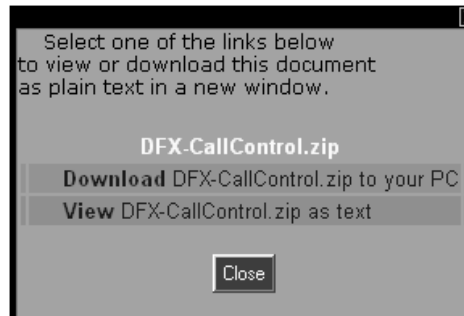 Select one of the links below
to view or download this document
as plain text in a new window.
DFX-CallControl.zip
Download DFX-CallControl.zip to your PC
View DFX-CallControl.zip as text
Close